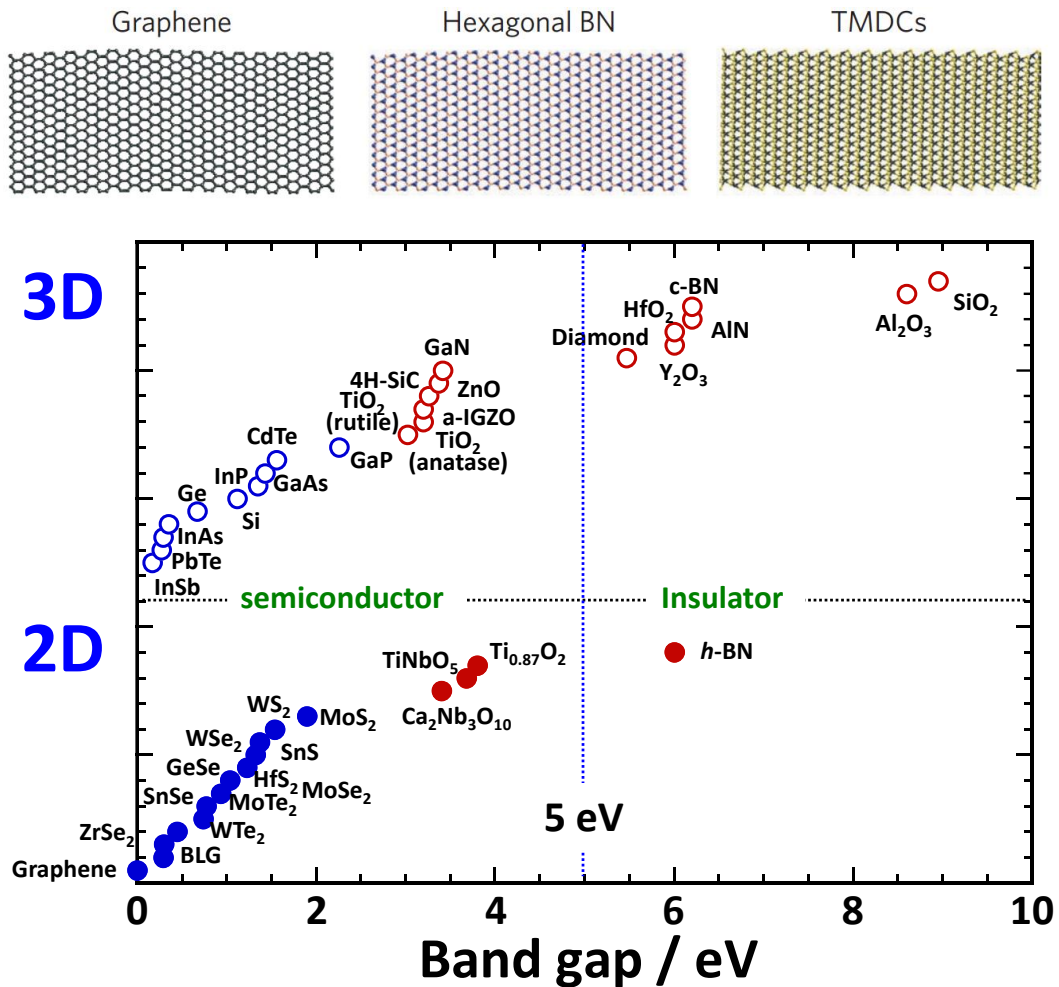 Graphene
Hexagonal BN
TMDCs
3D
c-BN
SiO₂
HfO₂
Al₂O₃
AlN
Diamond
Y₂O₃
GaN
4H-SiC
ZnO
TiO₂
(rutile)
a-IGZO
TiO₂
(anatase)
CdTe
GaP
InP
GaAs
Ge
Si
InAs
PbTe
InSb
semiconductor
Insulator
2D
TiNbO₅
Ti₀.₈₇O₂
h-BN
Ca₂Nb₃O₁₀
WS₂
MoS₂
WSe₂
SnS
GeSe
HfS₂
MoSe₂
SnSe
MoTe₂
5 eV
ZrSe₂
WTe₂
BLG
Graphene
0
2
4
6
8
10
Band gap / eV